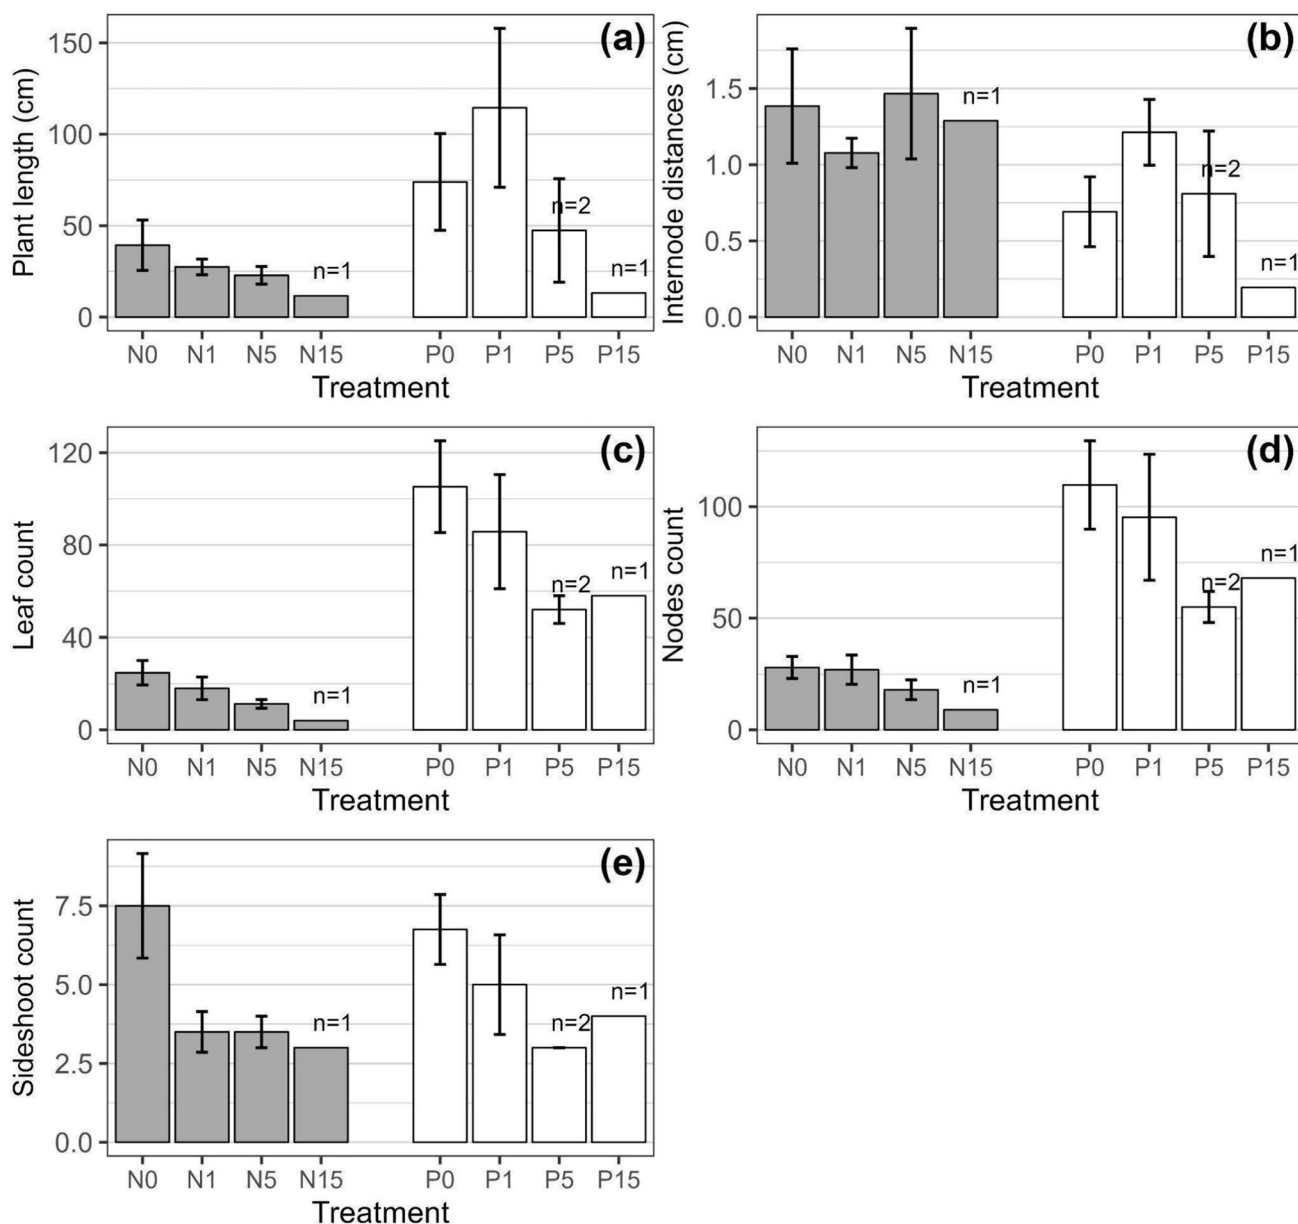 (a)
Plant length (cm)
150
100
50
0
n=1
n=2
n=1
N0 N1 N5 N15 P0 P1 P5 P15
Treatment
(b)
Internode distances (cm)
1.5
1.0
0.5
0.0
n=1
n=2
n=1
N0 N1 N5 N15 P0 P1 P5 P15
Treatment
(c)
Leaf count
120
80
40
0
n=1
n=2
n=1
N0 N1 N5 N15 P0 P1 P5 P15
Treatment
(d)
Nodes count
100
50
0
n=1
n=2
n=1
N0 N1 N5 N15 P0 P1 P5 P15
Treatment
(e)
Sideshoot count
7.5
5.0
2.5
0.0
n=1
n=2
n=1
N0 N1 N5 N15 P0 P1 P5 P15
Treatment